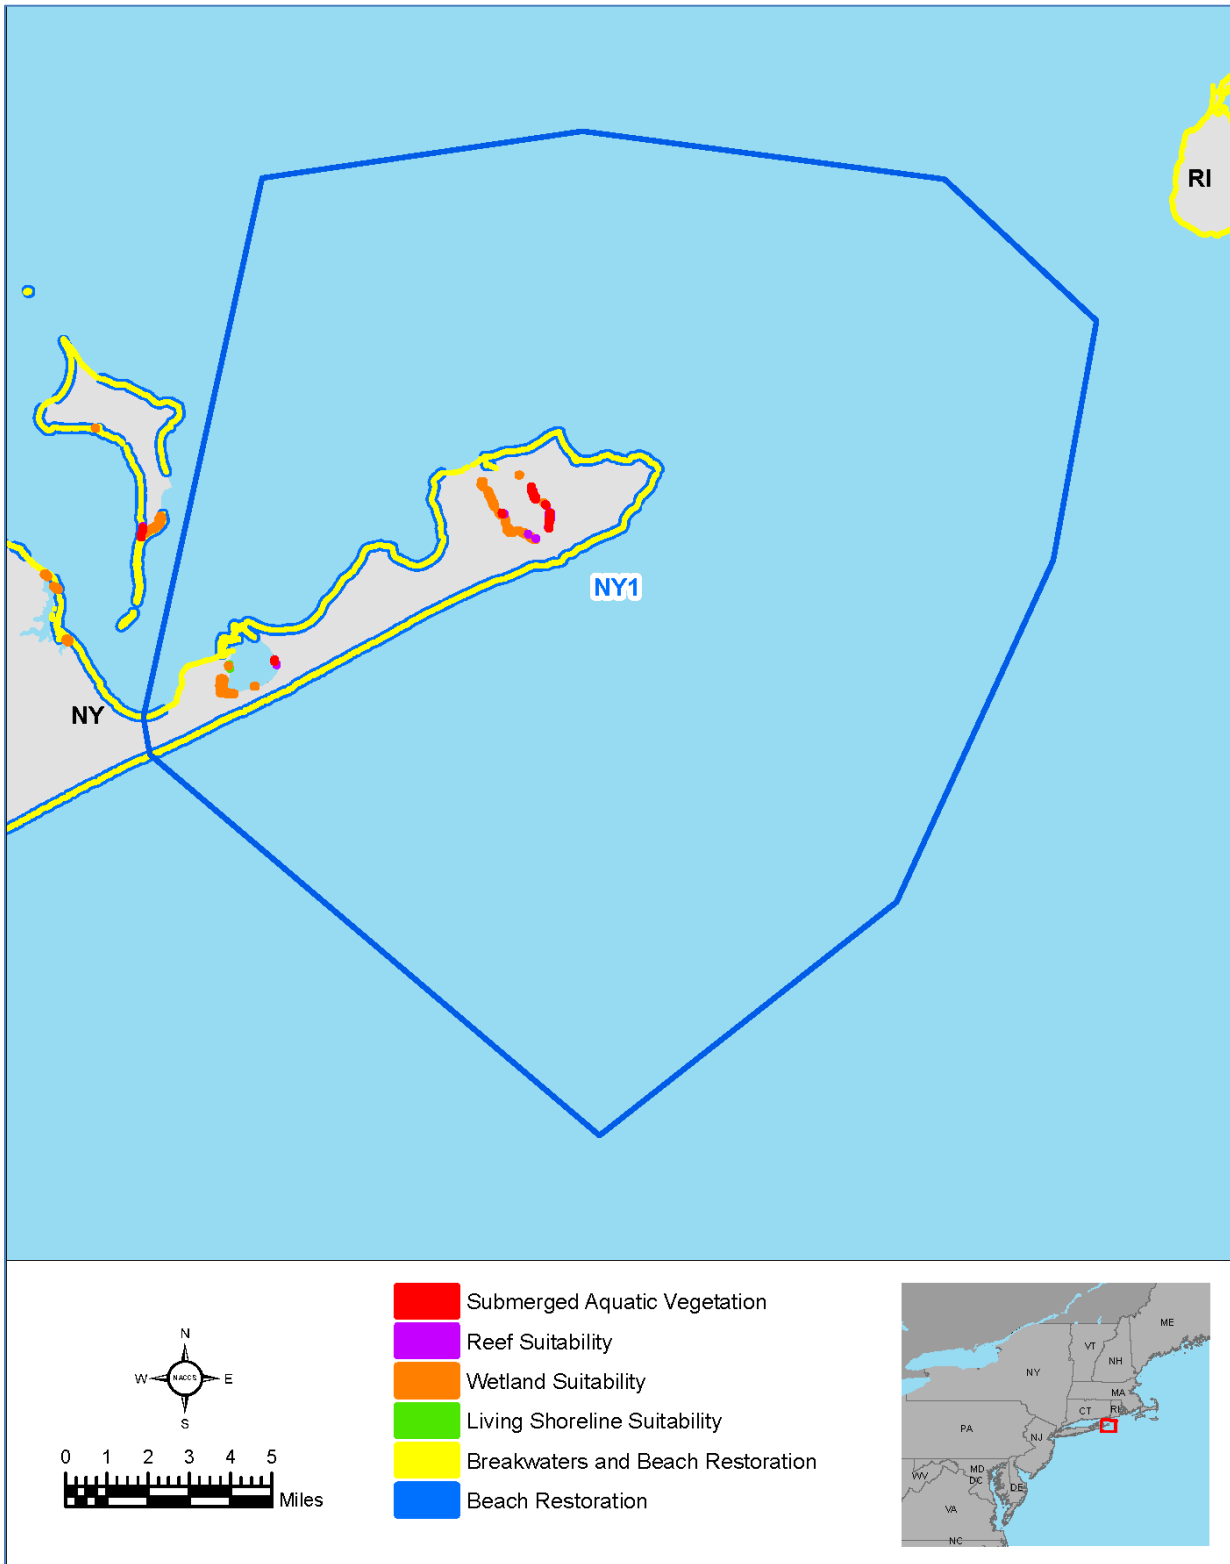 RI
NY1
NY
N
W
NACCS
E
S
0 1 2 3 4 5
Miles
Submerged Aquatic Vegetation
Reef Suitability
Wetland Suitability
Living Shoreline Suitability
Breakwaters and Beach Restoration
Beach Restoration
ME
VT
NH
NY
MA
CT
RI
PA
NJ
MD
WV
DC
DE
VA
NC